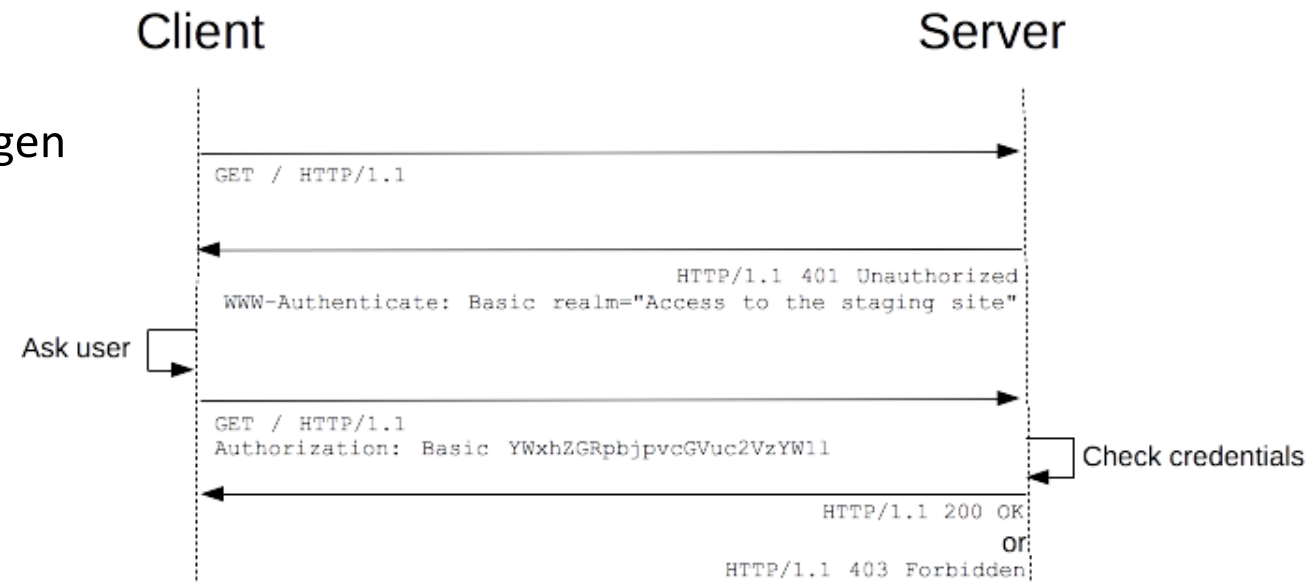 Client
Server
gen
GET / HTTP/1.1
HTTP/1.1 401 Unauthorized
WWW-Authenticate: Basic realm="Access to the staging site"
Ask user
GET / HTTP/1.1
Authorization: Basic YWxhZGRpbjpvcGVuc2VzYW1l
Check credentials
HTTP/1.1 200 OK
or
HTTP/1.1 403 Forbidden